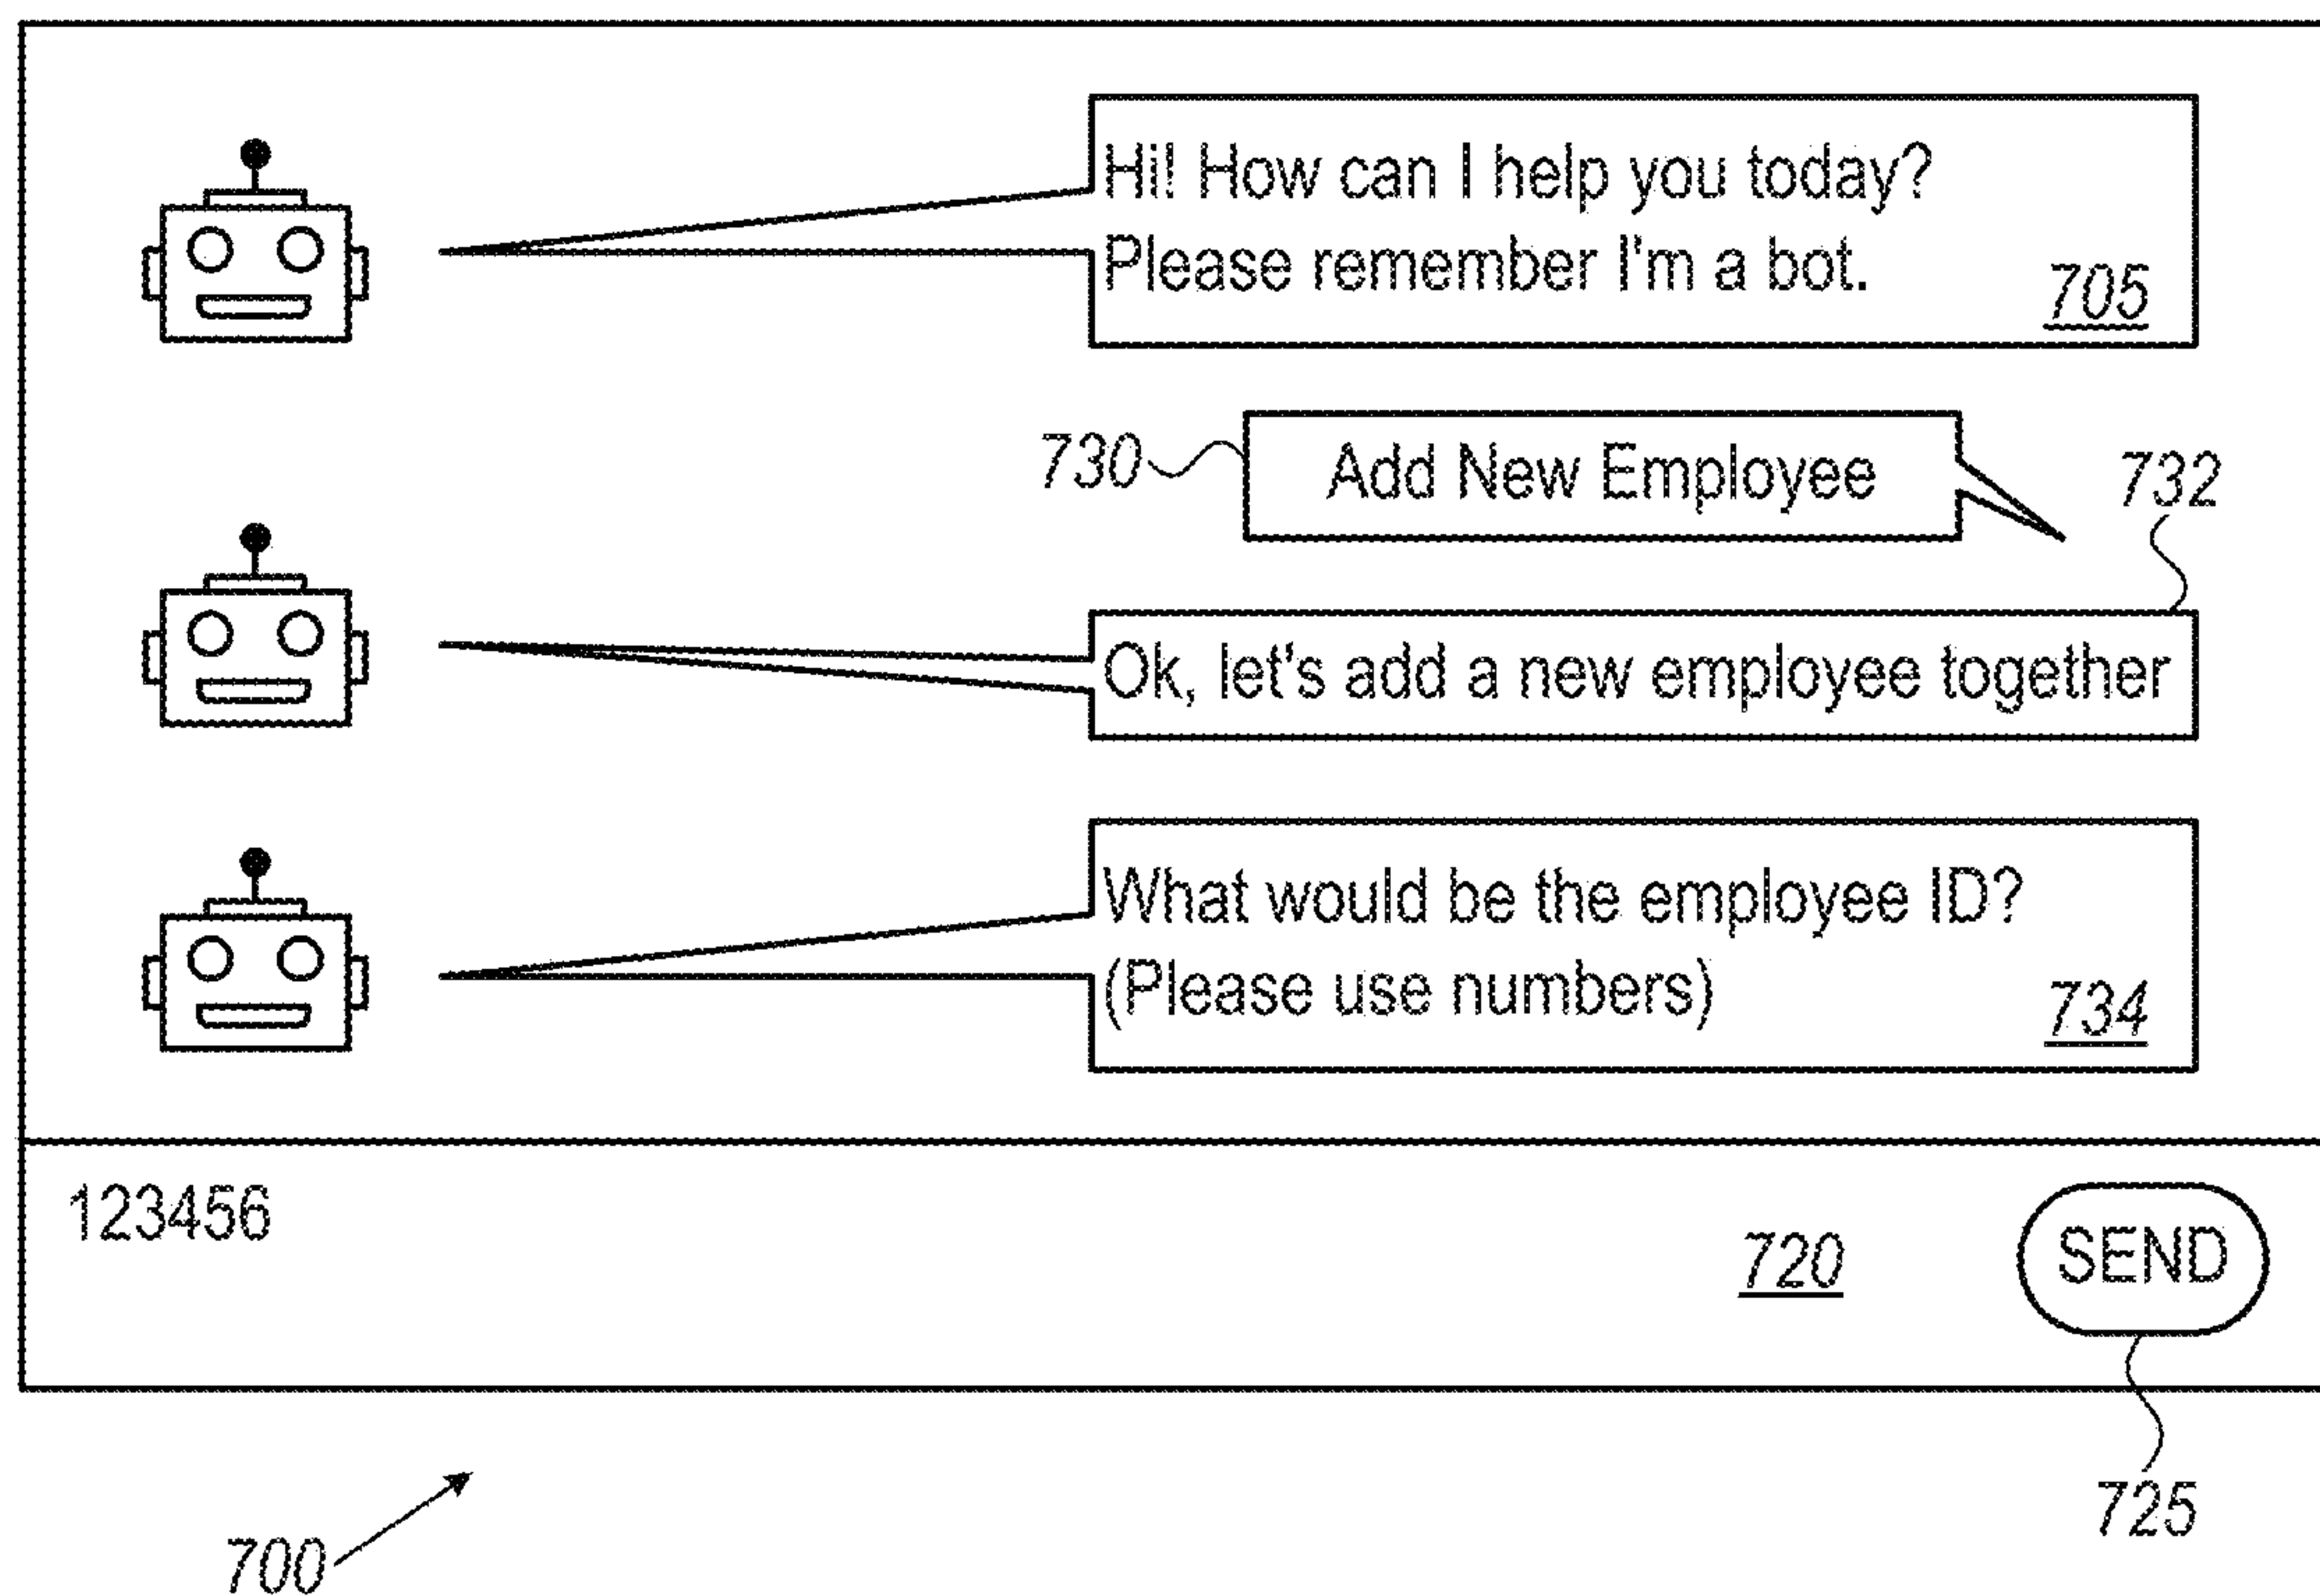 Hi! How can I help you today?
Please remember I'm a bot.
705
730
Add New Employee
732
Ok, let's add a new employee together
What would be the employee ID?
(Please use numbers)
734
123456
720
SEND
725
700